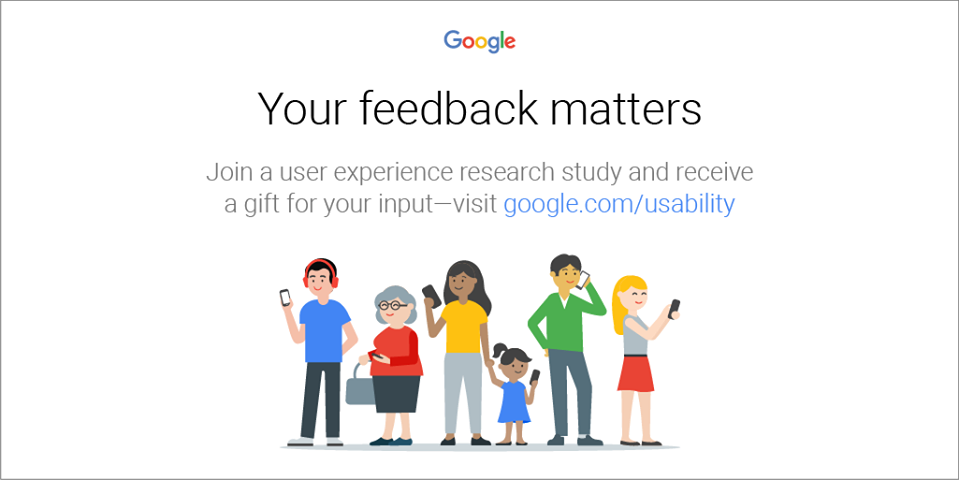 Google
Your feedback matters
Join a user experience research study and receive
a gift for your input—visit google.com/usability